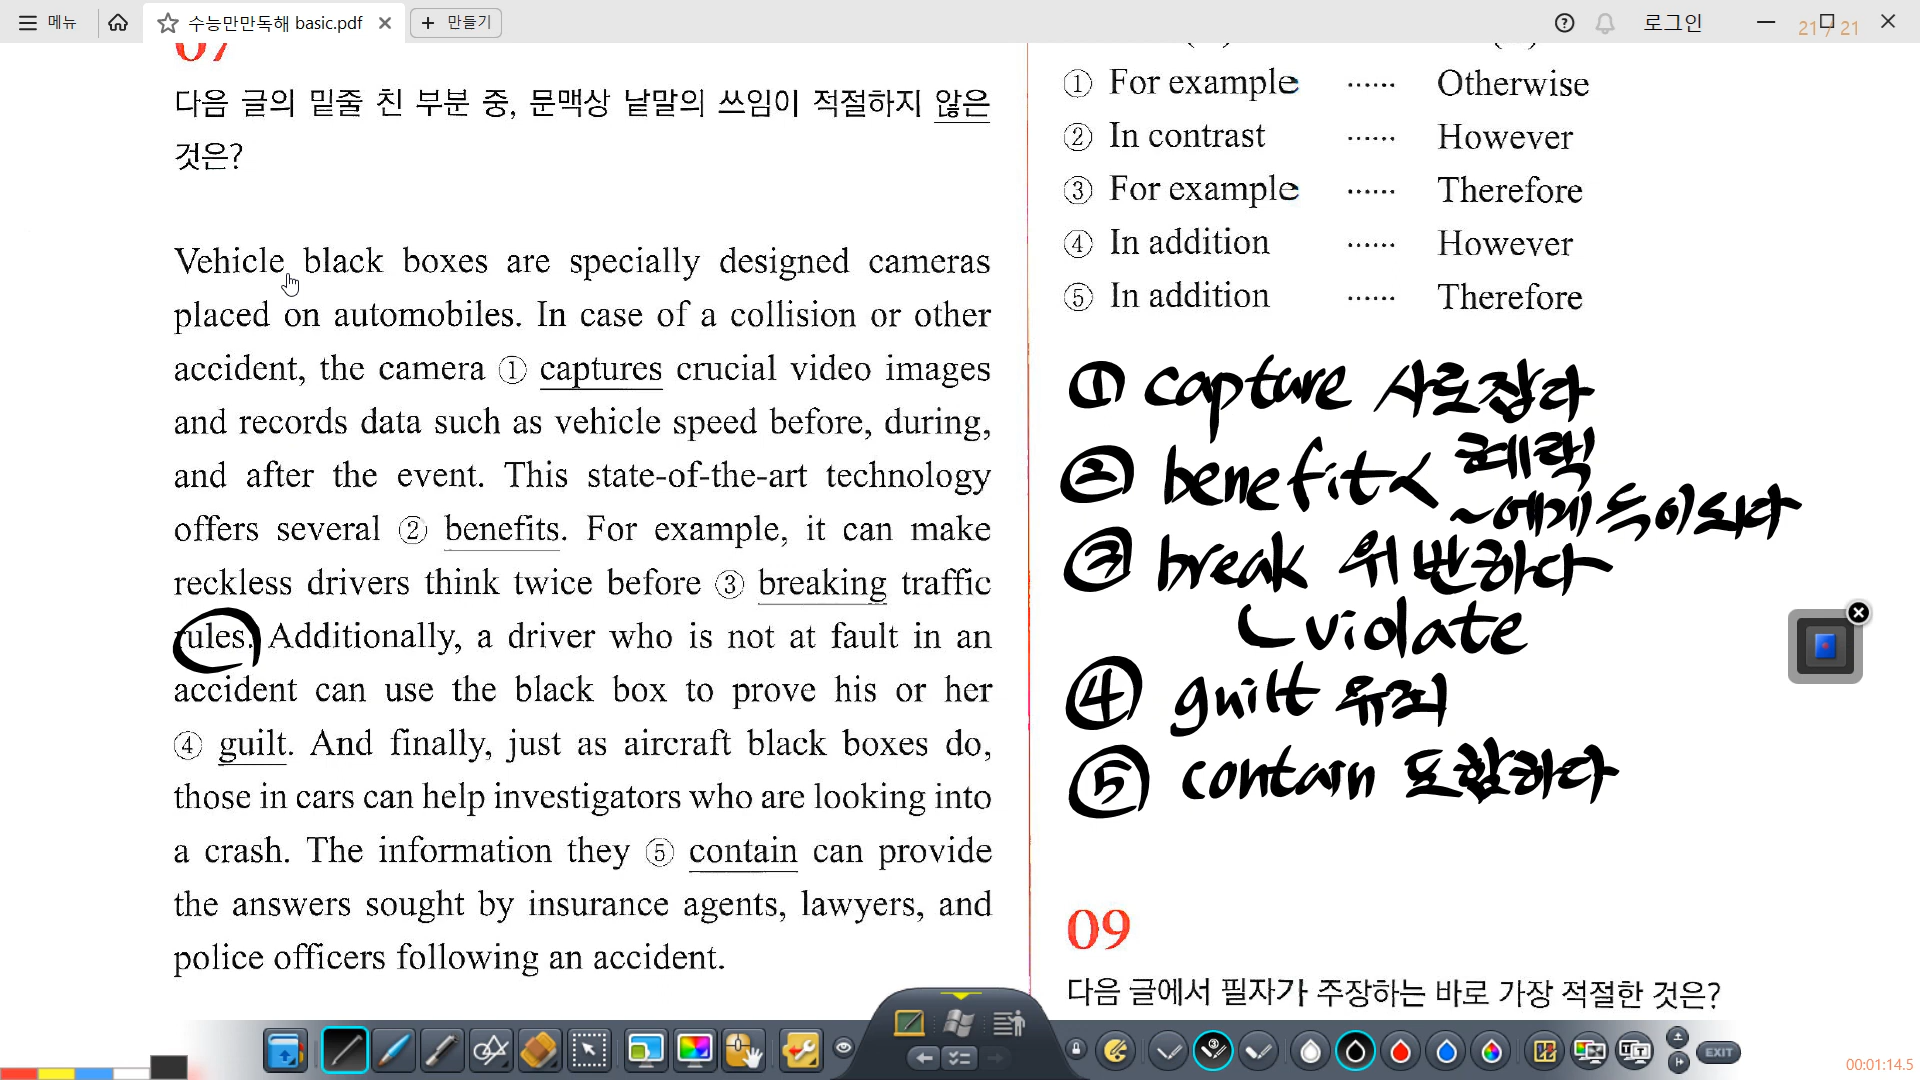 메뉴
수능만만독해 basic.pdf
만들기
로그인
21 / 21
07
다음 글의 밑줄 친 부분 중, 문맥상 낱말의 쓰임이 적절하지 않은
것은?
Vehicle black boxes are specially designed cameras
placed on automobiles. In case of a collision or other
accident, the camera ① captures crucial video images
and records data such as vehicle speed before, during,
and after the event. This state-of-the-art technology
offers several ② benefits. For example, it can make
reckless drivers think twice before ③ breaking traffic
rules. Additionally, a driver who is not at fault in an
accident can use the black box to prove his or her
④ guilt. And finally, just as aircraft black boxes do,
those in cars can help investigators who are looking into
a crash. The information they ⑤ contain can provide
the answers sought by insurance agents, lawyers, and
police officers following an accident.
① For example ...... Otherwise
② In contrast ...... However
③ For example ...... Therefore
④ In addition ...... However
⑤ In addition ...... Therefore
① capture 사로잡다
② benefit < 혜택
~에게 득이되다
③ break 위반하다
violate
④ guilt 유죄
⑤ contain 포함하다
09
다음 글에서 필자가 주장하는 바로 가장 적절한 것은?
EXIT
00:01:14.5